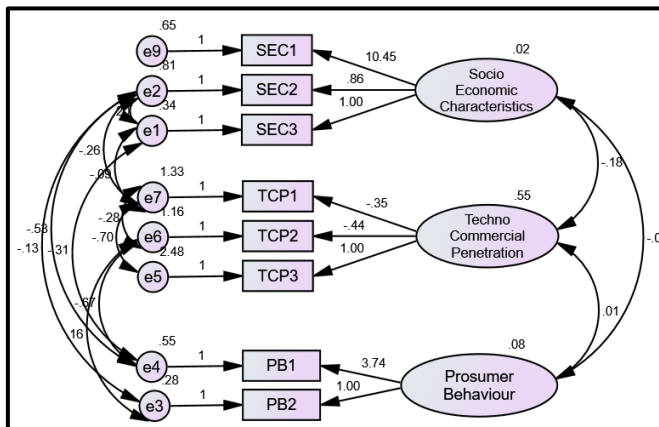 .65
e9
1
SEC1
10.45
.02
.81
e2
1
SEC2
.86
Socio
Economic
Characteristics
.34
e1
1
SEC3
1.00
-.26
-.09
-.18
1.33
e7
1
TCP1
-.35
.55
-.28
1.16
e6
1
TCP2
-.44
Techno
Commercial
Penetration
-.53
-.13
-.31
-.70
2.48
e5
1
TCP3
1.00
-.0
-.67
.01
16
.55
e4
1
PB1
3.74
.08
.28
e3
1
PB2
1.00
Prosumer
Behaviour